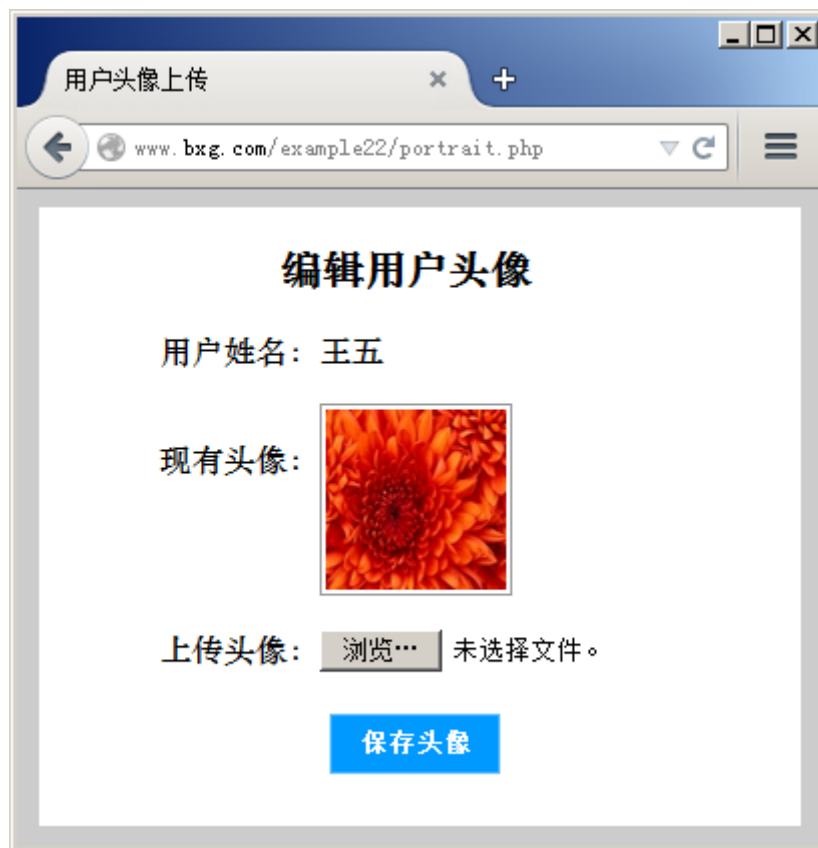 用户头像上传
www.bxg.com/example22/portrait.php
编辑用户头像
用户姓名: 王五
现有头像:
上传头像: 浏览… 未选择文件。
保存头像